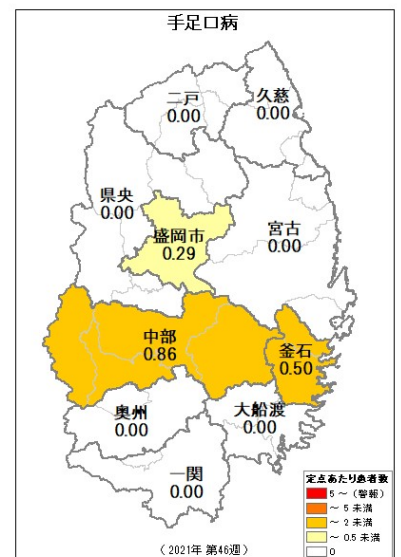 手足口病
二戸
0.00
久慈
0.00
県央
0.00
盛岡市
0.29
宮古
0.00
中部
0.86
釜石
0.50
奥州
0.00
大船渡
0.00
一関
0.00
定点あたり患者数
5 ～ (警報)
～ 5 未満
～ 2 未満
～ 0.5 未満
0
( 2021年 第46週 )